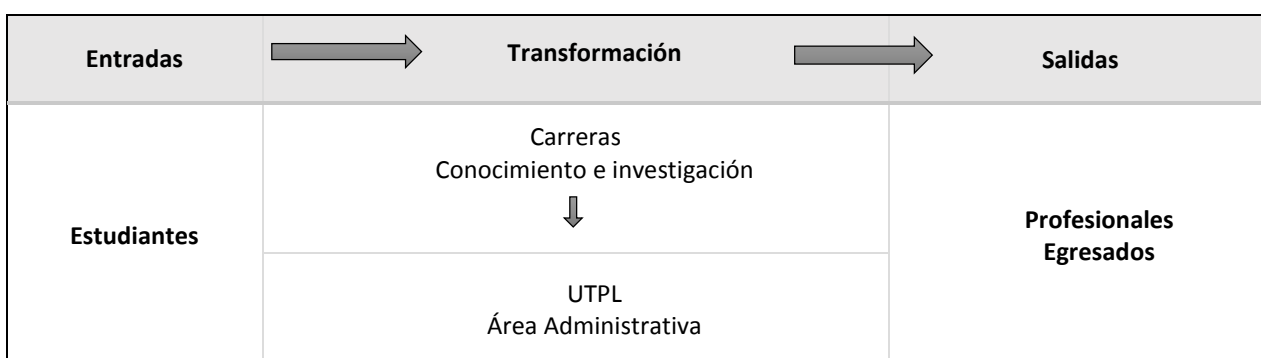 Entradas
Transformación
Salidas
Estudiantes
Carreras
Conocimiento e investigación
UTPL
Área Administrativa
Profesionales
Egresados